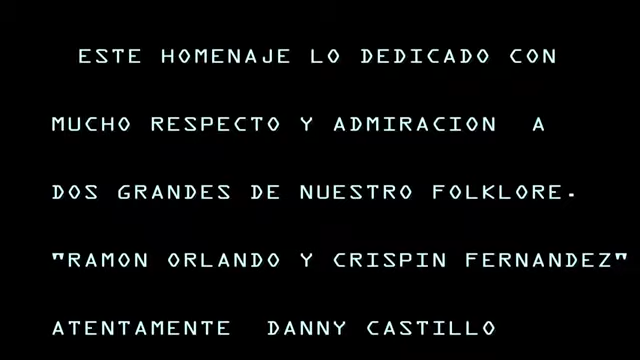 ESTE HOMENAJE LO DEDICADO CON
MUCHO RESPECTO Y ADMIRACION A
DOS GRANDES DE NUESTRO FOLKLORE.
"RAMON ORLANDO Y CRISPIN FERNANDEZ"
ATENTAMENTE DANNY CASTILLO